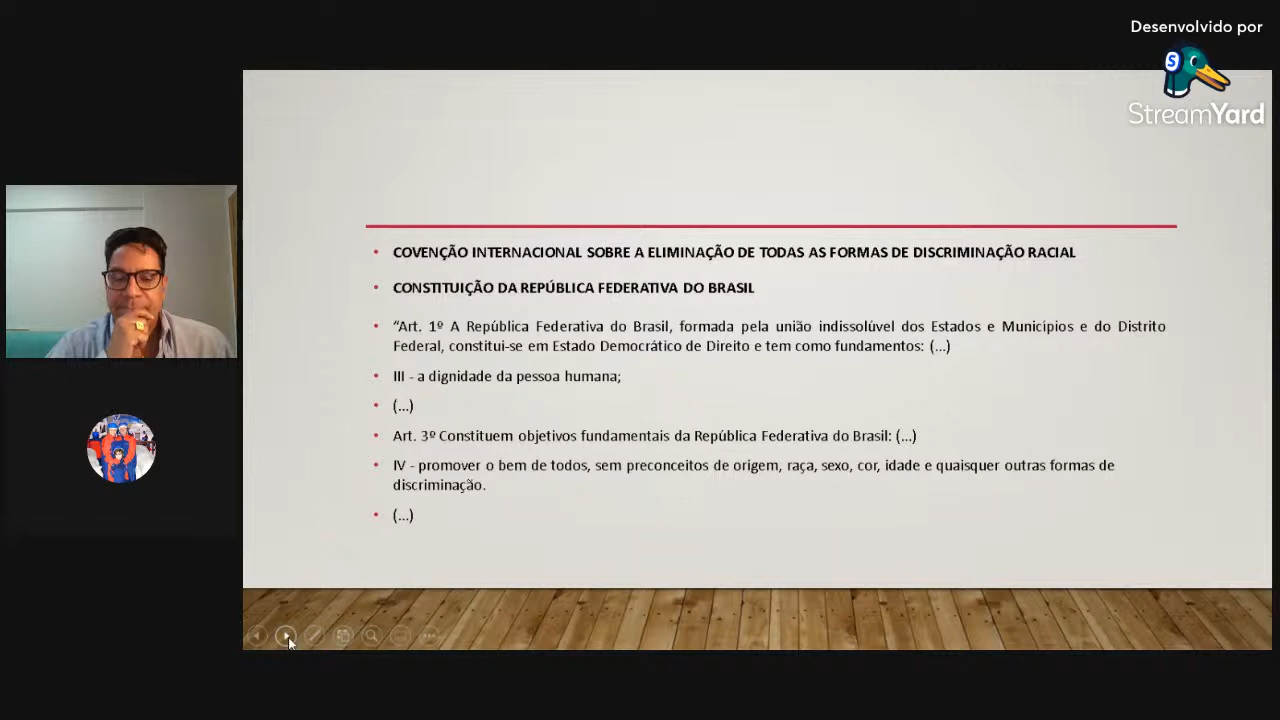 Desenvolvido por
StreamYard
• COVENÇÃO INTERNACIONAL SOBRE A ELIMINAÇÃO DE TODAS AS FORMAS DE DISCRIMINAÇÃO RACIAL
• CONSTITUIÇÃO DA REPÚBLICA FEDERATIVA DO BRASIL
• “Art. 1º A República Federativa do Brasil, formada pela união indissolúvel dos Estados e Municípios e do Distrito
Federal, constitui-se em Estado Democrático de Direito e tem como fundamentos: (...)
• III - a dignidade da pessoa humana;
• (...)
• Art. 3º Constituem objetivos fundamentais da República Federativa do Brasil: (...)
• IV - promover o bem de todos, sem preconceitos de origem, raça, sexo, cor, idade e quaisquer outras formas de
discriminação.
• (...)